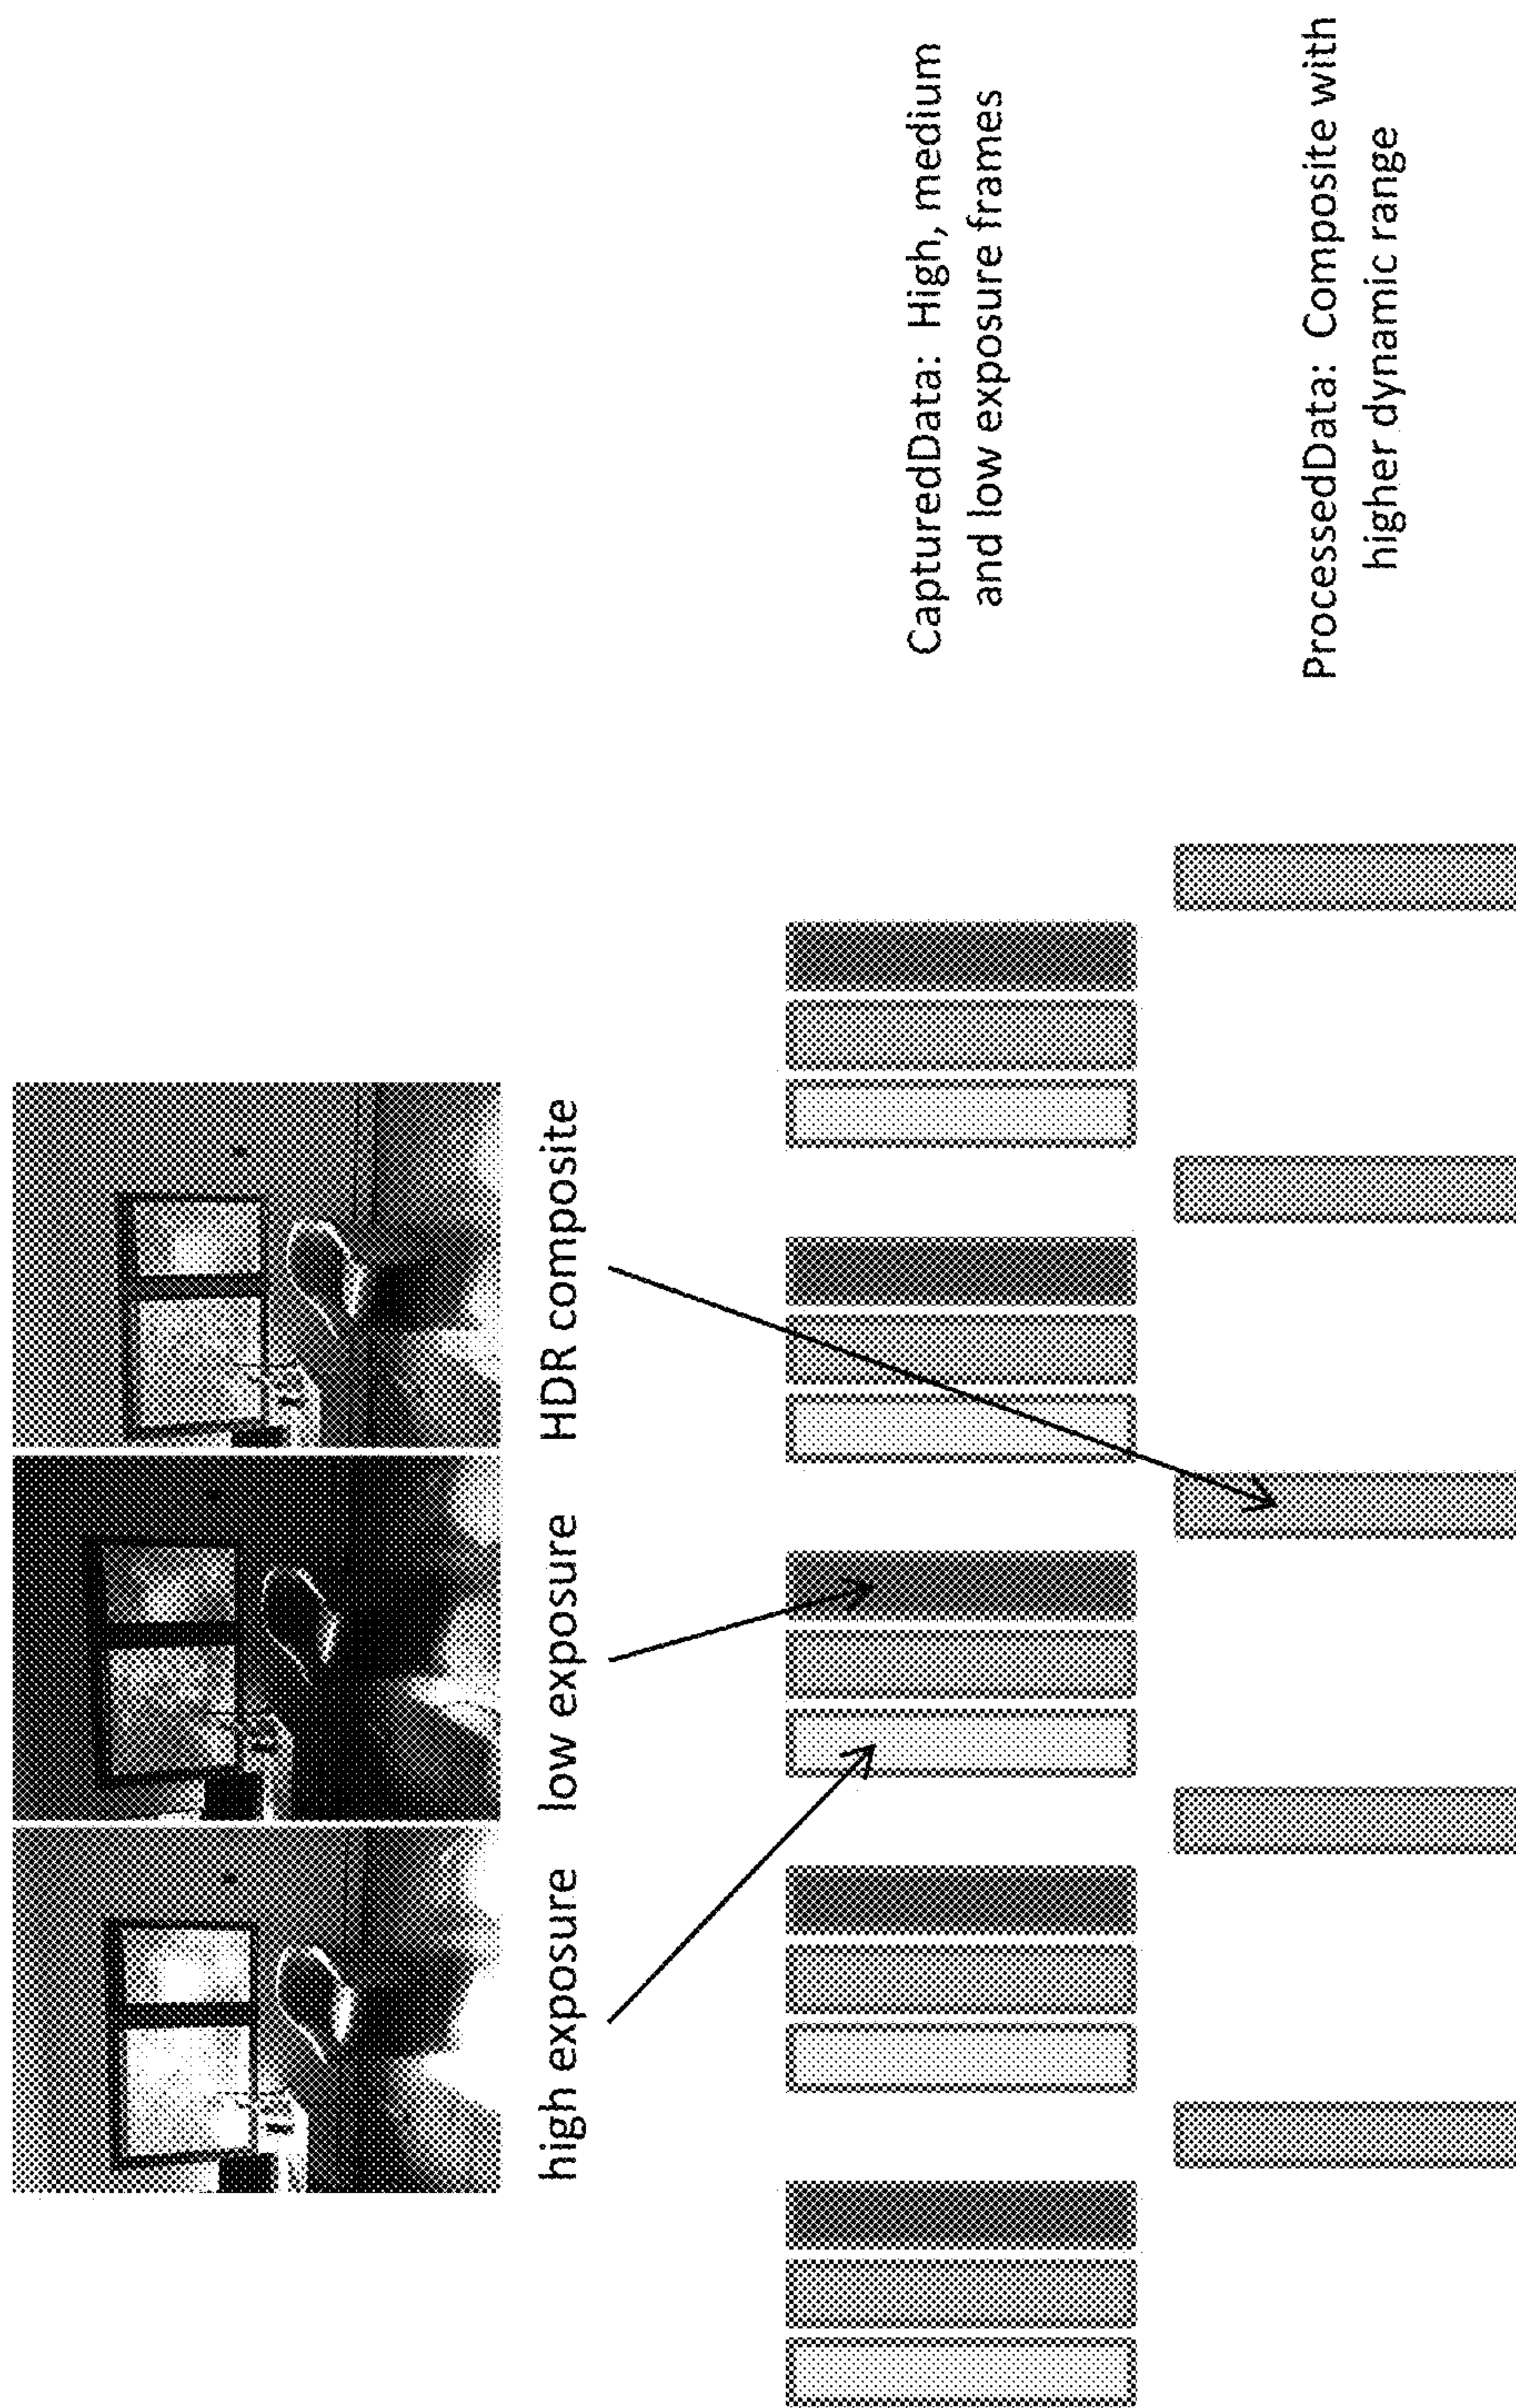 high exposure
low exposure
HDR composite
CapturedData: High, medium
and low exposure frames
ProcessedData: Composite with
higher dynamic range